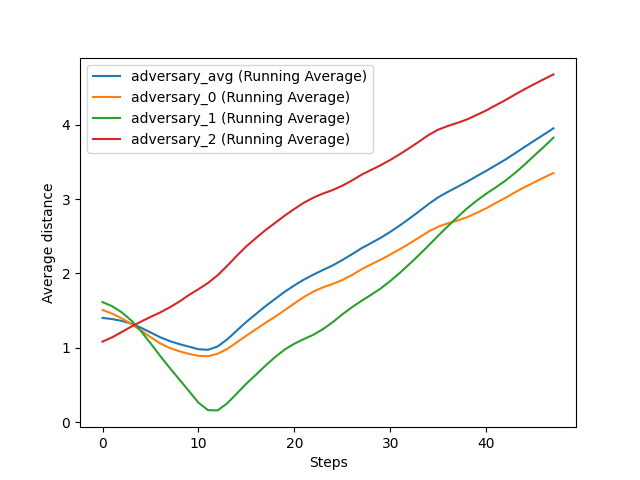 adversary_avg (Running Average)
adversary_0 (Running Average)
adversary_1 (Running Average)
adversary_2 (Running Average)
Average distance
4
3
2
1
0
0 10 20 30 40
Steps